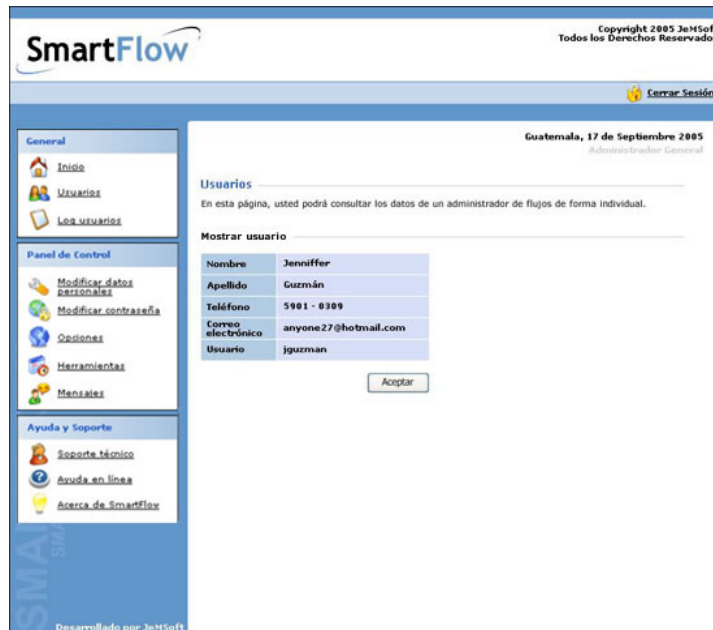 SmartFlow
Copyright 2005 JeMSoft
Todos los Derechos Reservado
Cerrar Sesión
General
Inicio
Usuarios
Log usuarios
Panel de Control
Modificar datos
personales
Modificar contraseña
Opciones
Herramientas
Mensajes
Ayuda y Soporte
Soporte técnico
Ayuda en línea
Acerca de SmartFlow
SMA
SMA
Desarrollado por JeMSoft
Guatemala, 17 de Septiembre 2005
Administrador General
Usuarios
En esta página, usted podrá consultar los datos de un administrador de flujos de forma individual.
Mostrar usuario
Nombre Jenniffer
Apellido Guzmán
Teléfono 5901 - 0309
Correo
electrónico anyone27@hotmail.com
Usuario jguzman
Aceptar